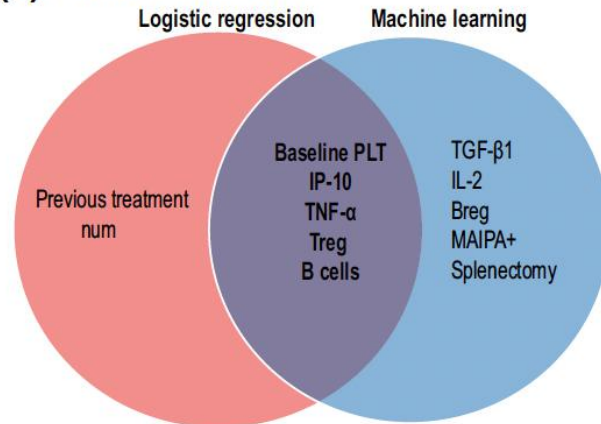 Logistic regression
Machine learning
Previous treatment
num
Baseline PLT
IP-10
TNF-α
Treg
B cells
TGF-β1
IL-2
Breg
MAIPA+
Splenectomy